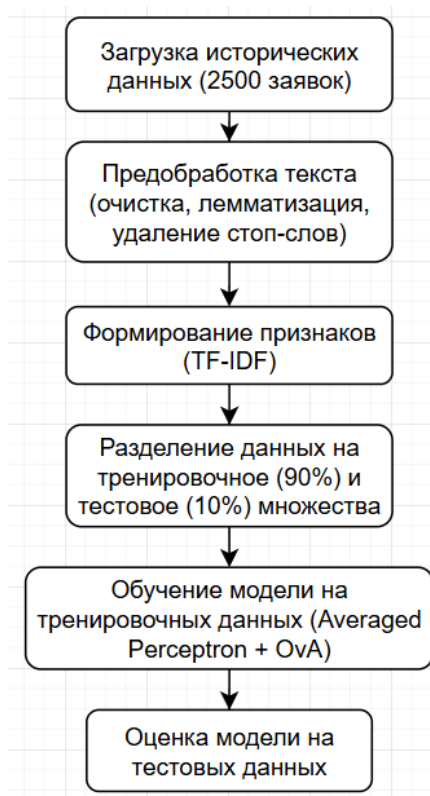 Загрузка исторических
данных (2500 заявок)
Предобработка текста
(очистка, лемматизация,
удаление стоп-слов)
Формирование признаков
(TF-IDF)
Разделение данных на
тренировочное (90%) и
тестовое (10%) множества
Обучение модели на
тренировочных данных (Averaged
Perceptron + OvA)
Оценка модели на
тестовых данных